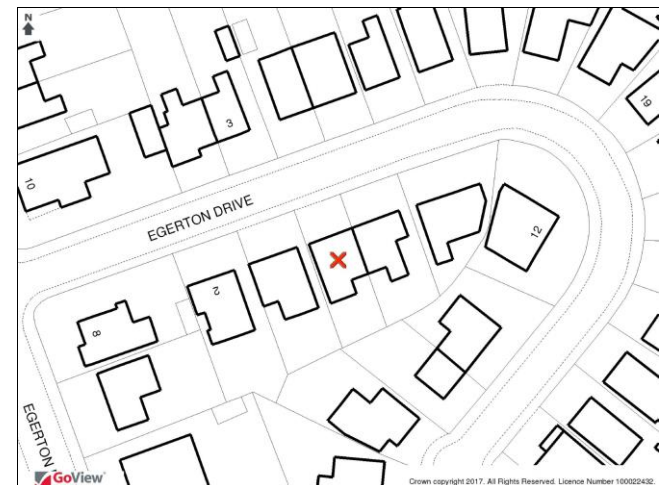 N
19
3
10
EGERTON DRIVE
12
2
8
EGERTON
GoView
Crown copyright 2017. All Rights Reserved. Licence Number 100022432.